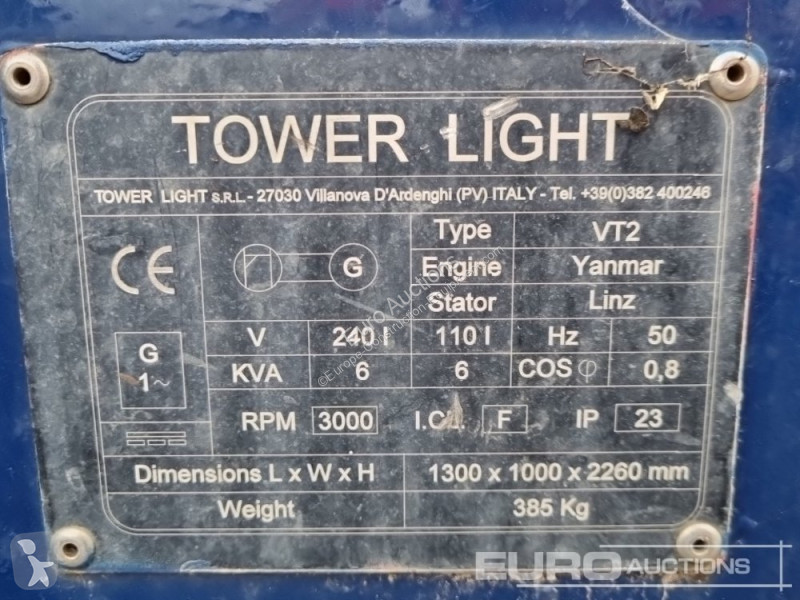 TOWER LIGHT
TOWER LIGHT S.R.L. - 27030 Villanova D'Ardenghi (PV) ITALY - Tel. +39(0)382 400246
CE
G
Type VT2
Engine Yanmar
Stator Linz
V 240 I 110 I Hz 50
KVA 6 6 COS φ 0,8
G
1~
RPM 3000 I.CL. F IP 23
Dimensions L x W x H 1300 x 1000 x 2260 mm
Weight 385 Kg
EURO AUCTIONS